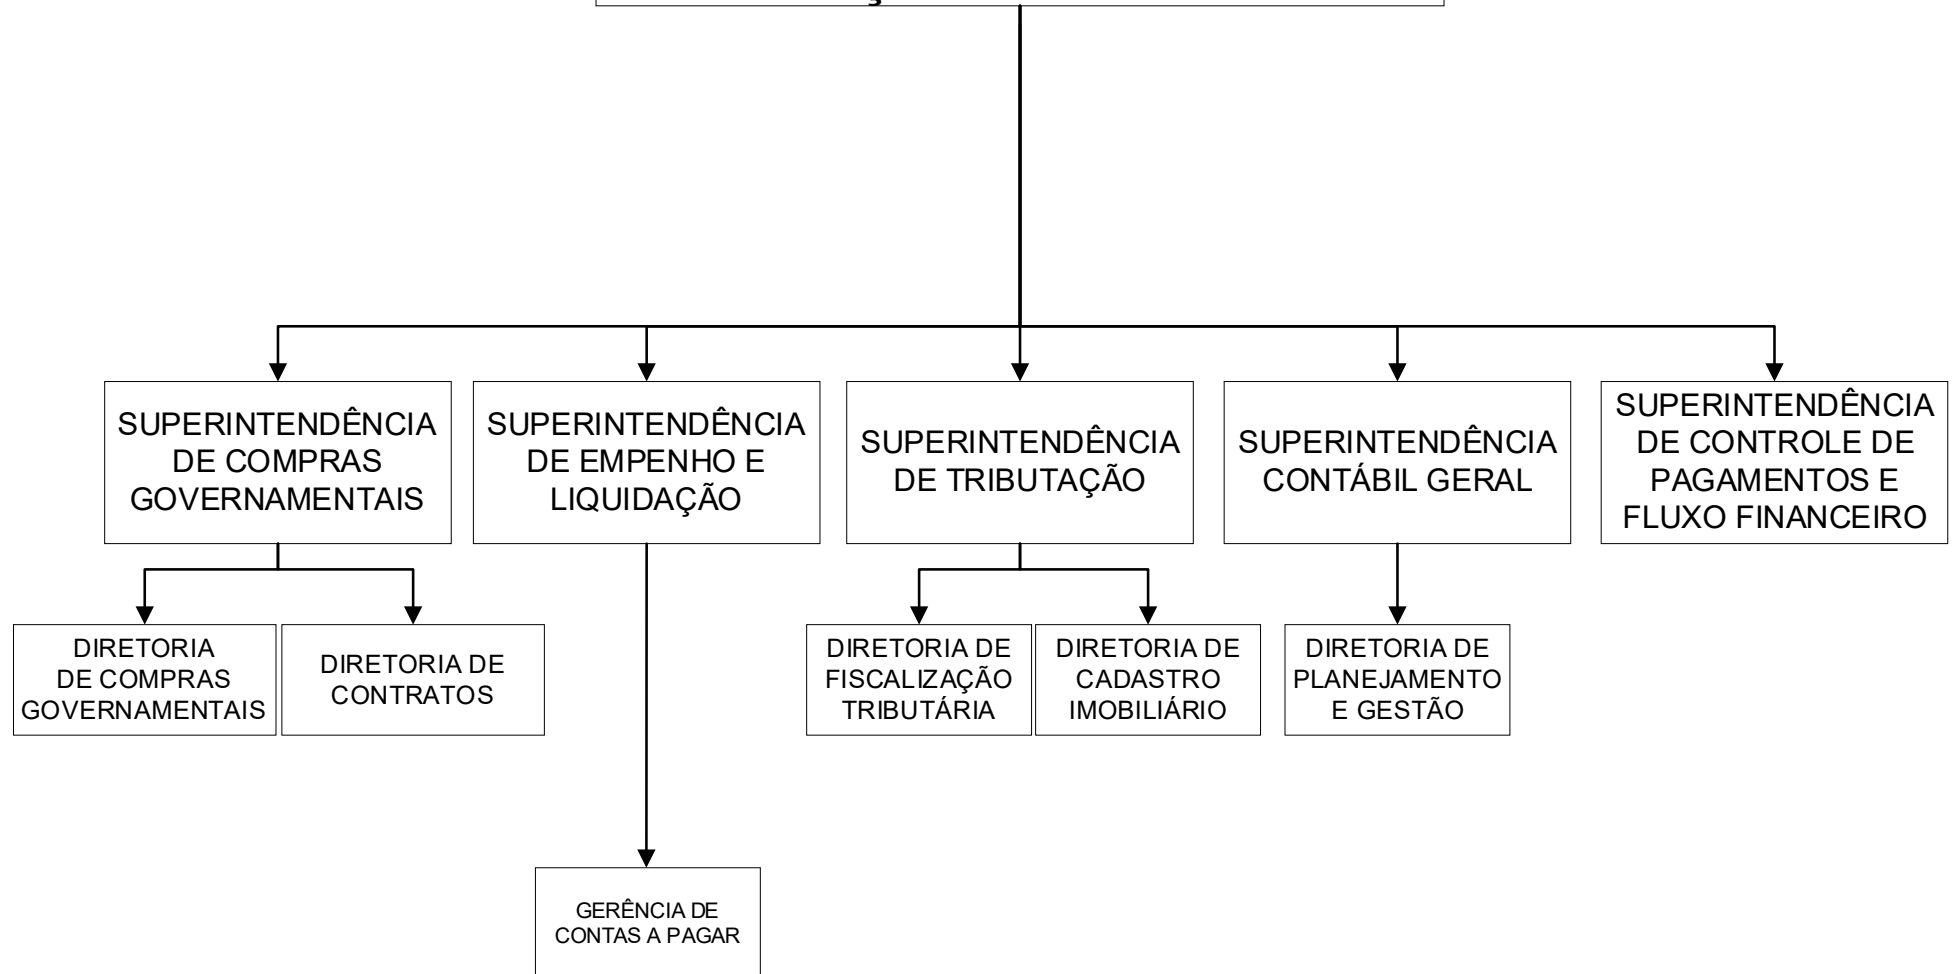 SUPERINTENDÊNCIA
DE COMPRAS
GOVERNAMENTAIS
SUPERINTENDÊNCIA
DE EMPENHO E
LIQUIDAÇÃO
SUPERINTENDÊNCIA
DE TRIBUTAÇÃO
SUPERINTENDÊNCIA
CONTÁBIL GERAL
SUPERINTENDÊNCIA
DE CONTROLE DE
PAGAMENTOS E
FLUXO FINANCEIRO
DIRETORIA
DE COMPRAS
GOVERNAMENTAIS
DIRETORIA DE
CONTRATOS
DIRETORIA DE
FISCALIZAÇÃO
TRIBUTÁRIA
DIRETORIA DE
CADASTRO
IMOBILIÁRIO
DIRETORIA DE
PLANEJAMENTO
E GESTÃO
GERÊNCIA DE
CONTAS A PAGAR